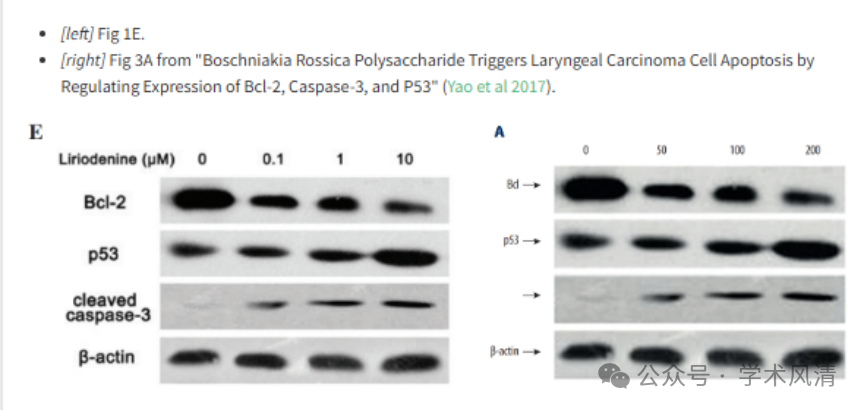 • [left] Fig 1E.
• [right] Fig 3A from "Boschniakia Rossica Polysaccharide Triggers Laryngeal Carcinoma Cell Apoptosis by
Regulating Expression of Bcl-2, Caspase-3, and P53" (Yao et al 2017).
E
Liriodenine (μM) 0 0.1 1 10
Bcl-2
p53
cleaved
caspase-3
β-actin
A
0 50 100 200
Bd →
p53 →
→
β-actin →
公众号 · 学术风清